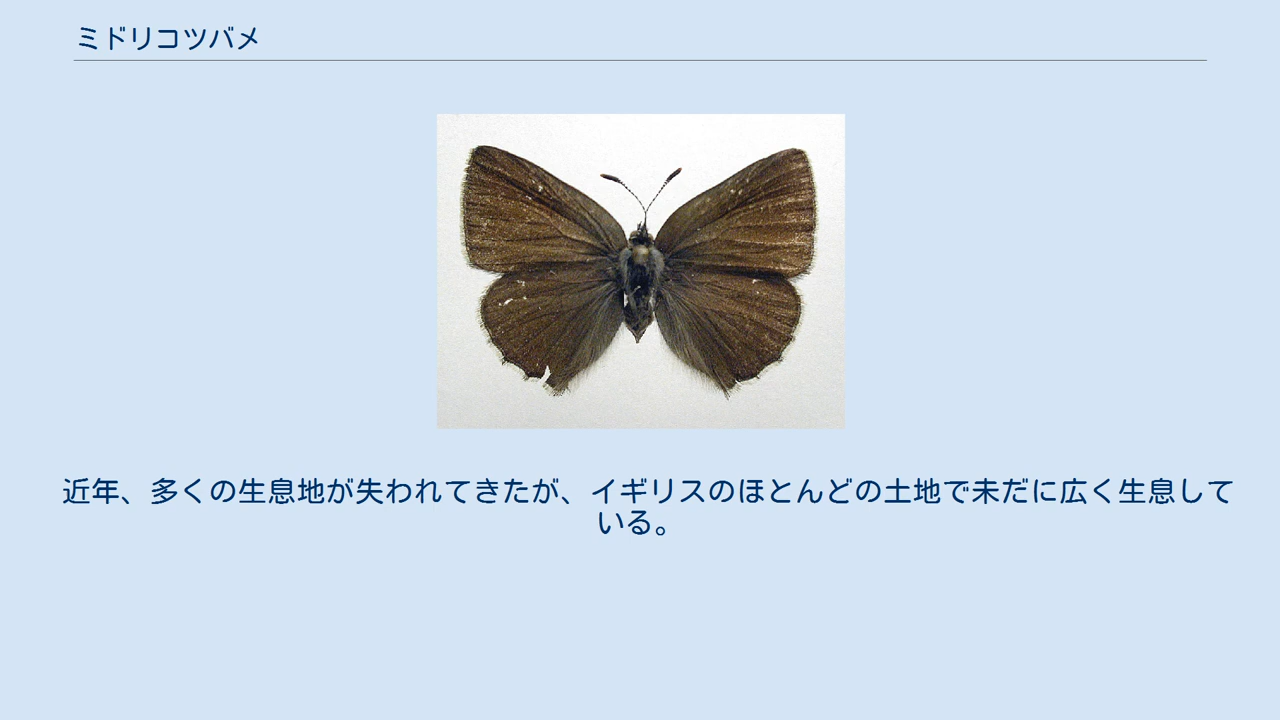 ミドリコツバメ
近年、多くの生息地が失われてきたが、イギリスのほとんどの土地で未だに広く生息して
いる。